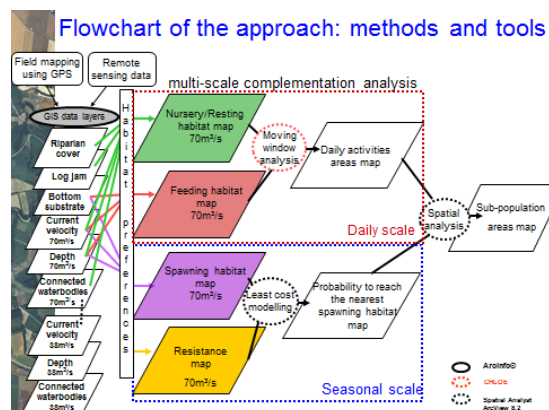 Flowchart of the approach: methods and tools
Field mapping
using GPS
Remote
sensing data
GIS data layers
Riparian
cover
Log Jam
Bottom
substrate
Current
velocity
70m³/s
Depth
70m³/s
Connected
waterbodies
70m³/s
Current
velocity
88m³/s
Depth
88m³/s
Connected
waterbodies
88m³/s
Habitat preferences
multi-scale complementation analysis
Nursery/Resting
habitat map
70m³/s
Moving
window
analysis
Daily activities
areas map
Feeding habitat
map
70m³/s
Daily scale
Spatial
analysis
Sub-population
areas map
Spawning habitat
map
70m³/s
Least cost
modelling
Probability to reach
the nearest
spawning habitat
map
Resistance
map
70m³/s
Seasonal scale
ArcInfo©
CHLOE
Spatial Analyst
ArcView 8.2